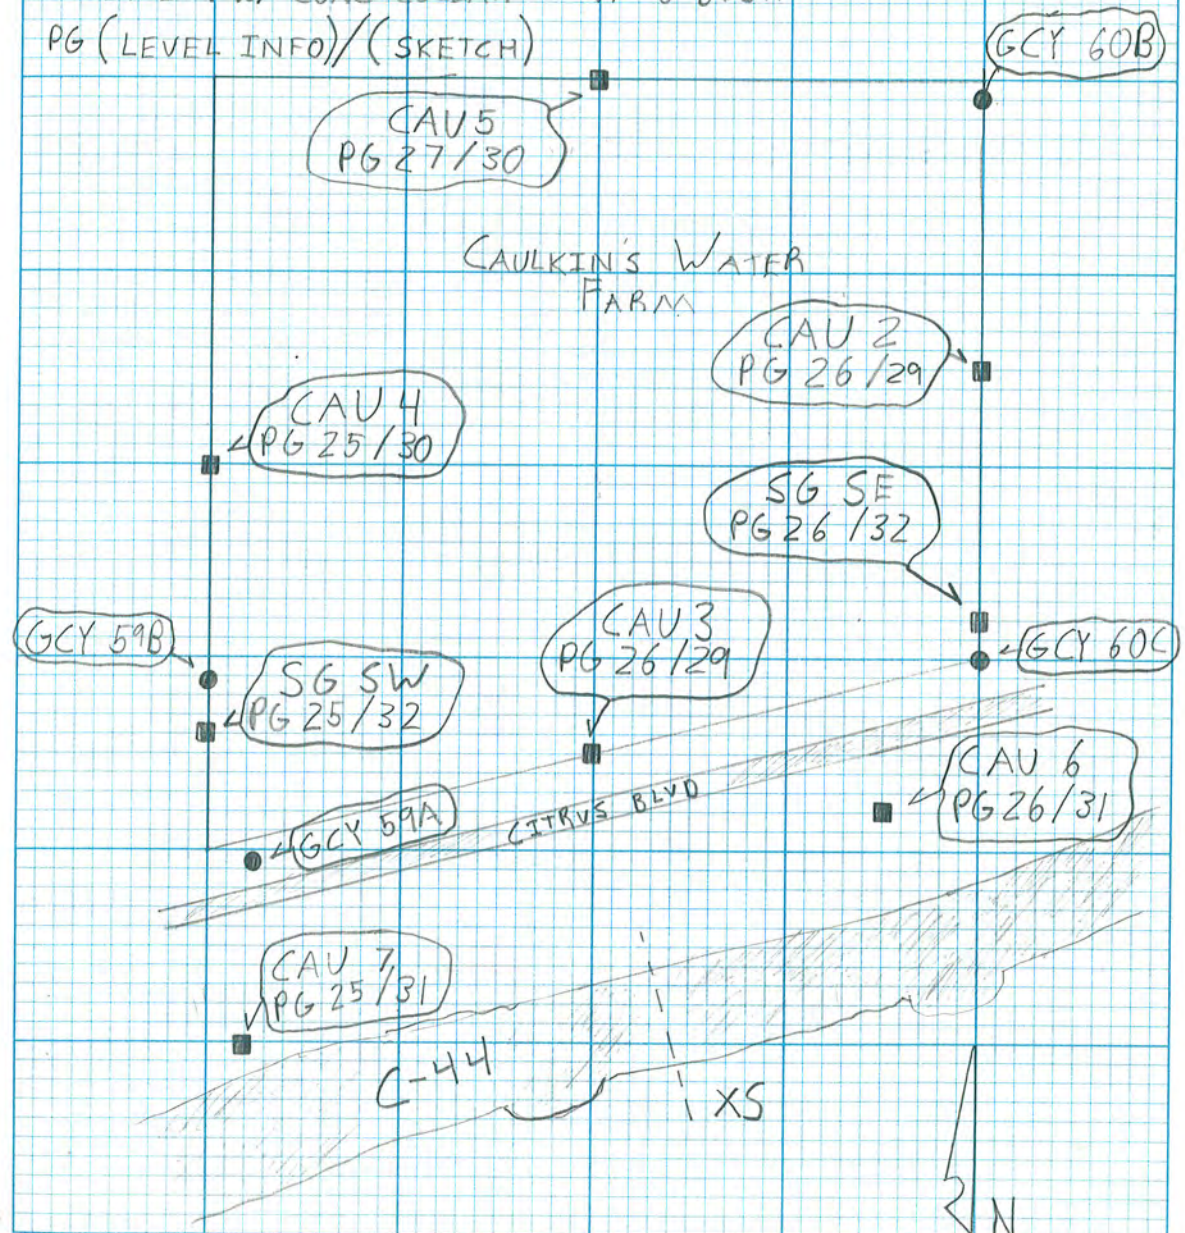 PG (LEVEL INFO)/(SKETCH)
GCY 60B
CAU 5
PG 27/30
CAULKIN'S WATER
FARM
CAU 2
PG 26/29
CAU 4
PG 25/30
SG SE
PG 26/32
GCY 59B
CAU 3
PG 26/29
GCY 60C
SG SW
PG 25/32
CAU 6
PG 26/31
GCY 59A
CITRUS BLVD
CAU 7
PG 25/31
C-44
XS
N